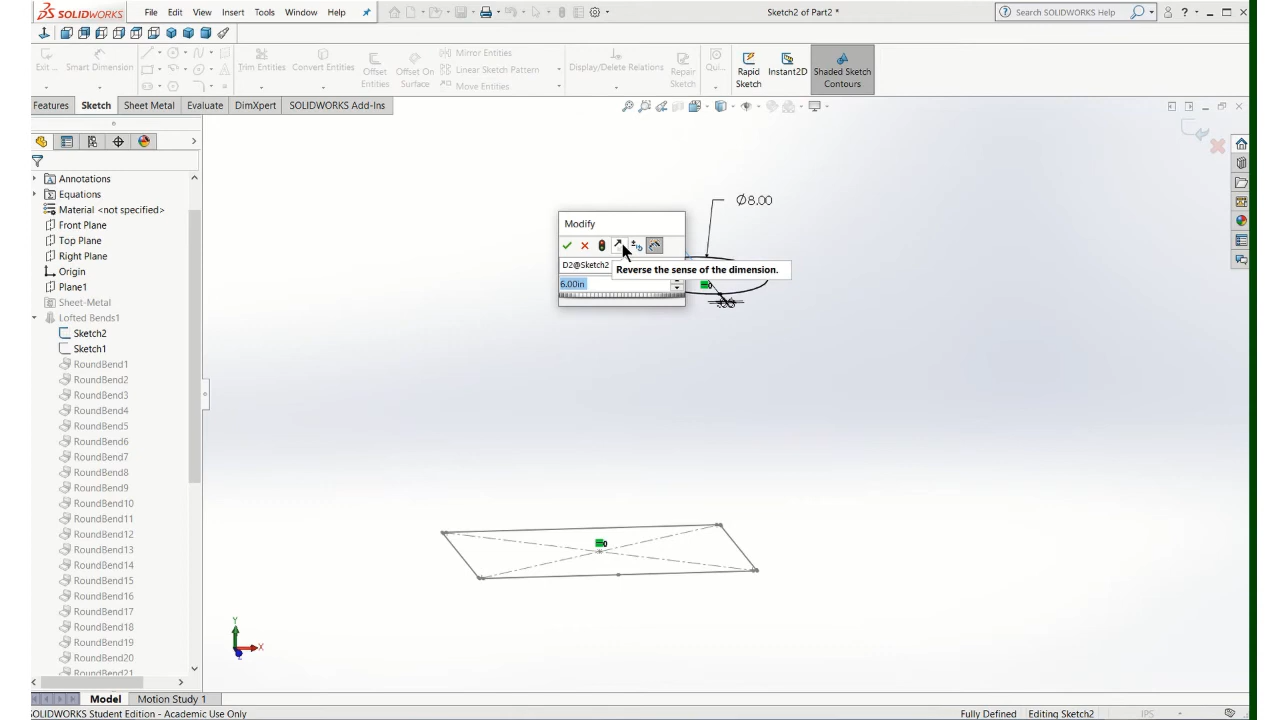 SOLIDWORKS File Edit View Insert Tools Window Help Sketch2 of Part2 * Search SOLIDWORKS Help
Exit ... Smart Dimension Trim Entities Convert Entities Offset Entities Offset On Surface Mirror Entities Linear Sketch Pattern Move Entities Display/Delete Relations Repair Sketch Qui... Rapid Sketch Instant2D Shaded Sketch Contours
Features Sketch Sheet Metal Evaluate DimXpert SOLIDWORKS Add-Ins
Annotations
Equations
Material <not specified>
Front Plane
Top Plane
Right Plane
Origin
Plane1
Sheet-Metal
Lofted Bends1
Sketch2
Sketch1
RoundBend1
RoundBend2
RoundBend3
RoundBend4
RoundBend5
RoundBend6
RoundBend7
RoundBend8
RoundBend9
RoundBend10
RoundBend11
RoundBend12
RoundBend13
RoundBend14
RoundBend15
RoundBend16
RoundBend17
RoundBend18
RoundBend19
RoundBend20
RoundBend21
Ø8.00
Modify
D2@Sketch2
Reverse the sense of the dimension.
6.00in
Y
X
Model Motion Study 1
SOLIDWORKS Student Edition - Academic Use Only Fully Defined Editing Sketch2 IPS